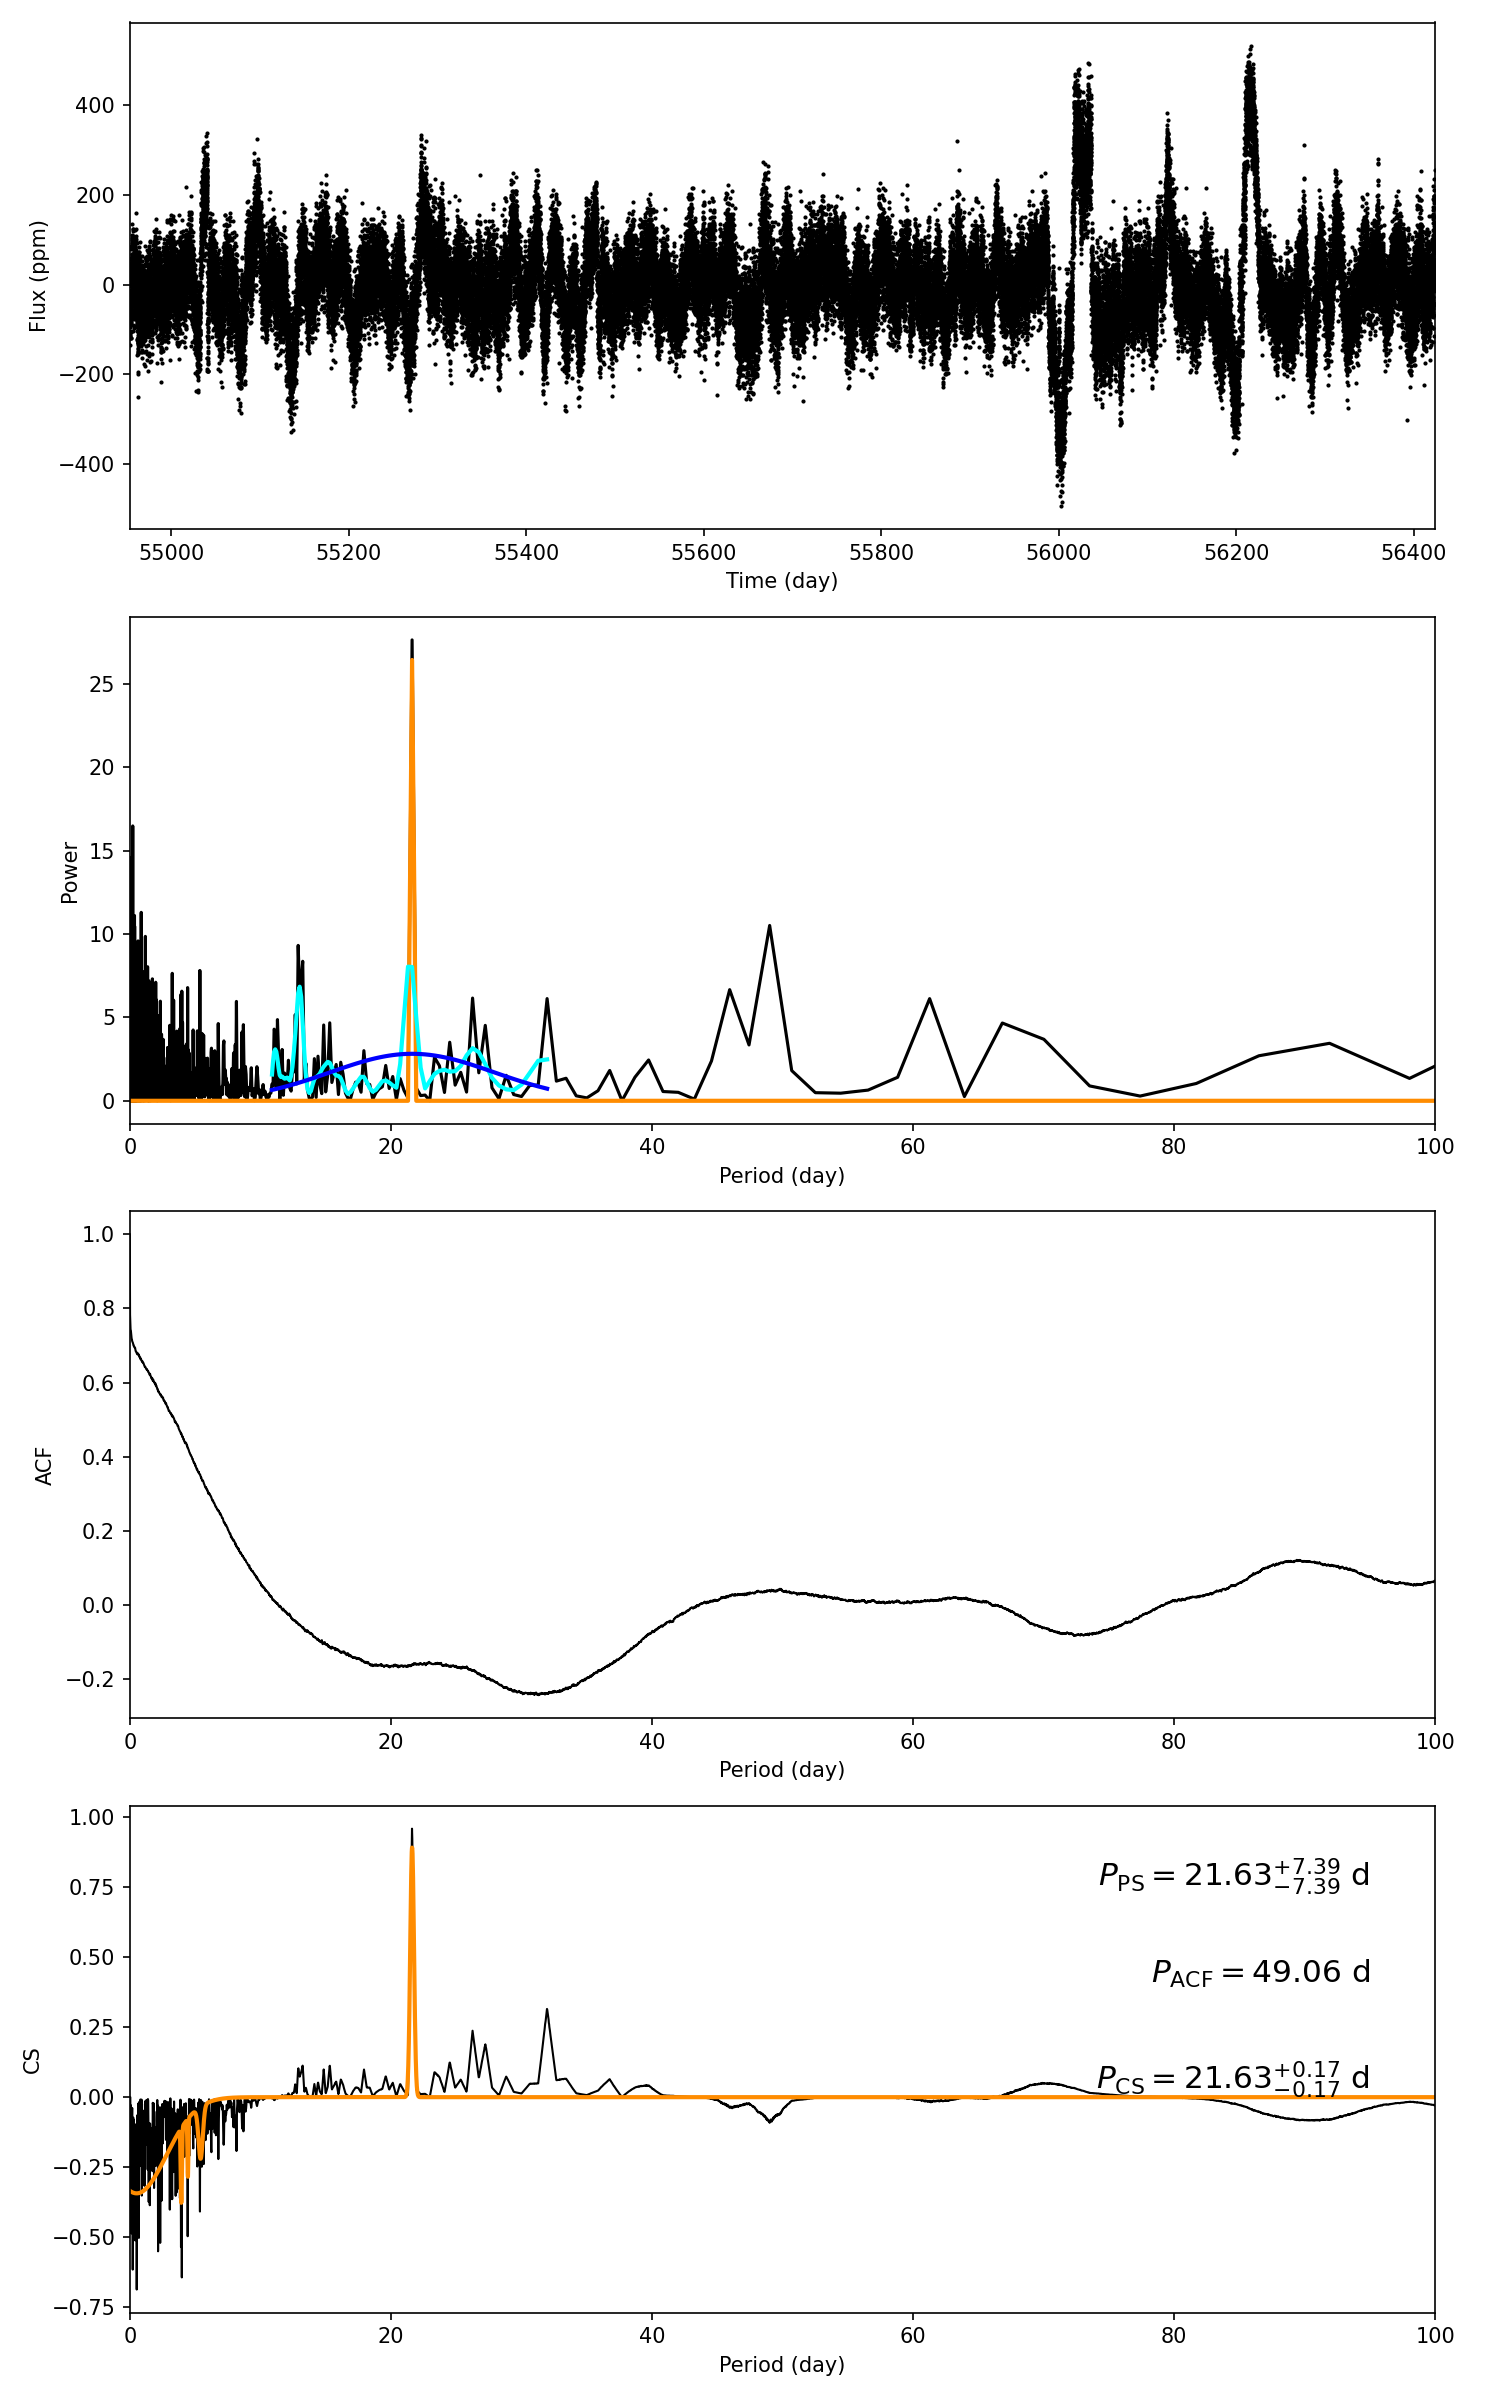 400
200
0
−200
−400
Flux (ppm)
55000 55200 55400 55600 55800 56000 56200 56400
Time (day)
25
20
15
10
5
0
Power
0 20 40 60 80 100
Period (day)
1.0
0.8
0.6
0.4
0.2
0.0
−0.2
ACF
0 20 40 60 80 100
Period (day)
1.00
0.75
0.50
0.25
0.00
−0.25
−0.50
−0.75
CS
P_PS = 21.63^{+7.39}_{−7.39} d
P_ACF = 49.06 d
P_CS = 21.63^{+0.17}_{−0.17} d
0 20 40 60 80 100
Period (day)